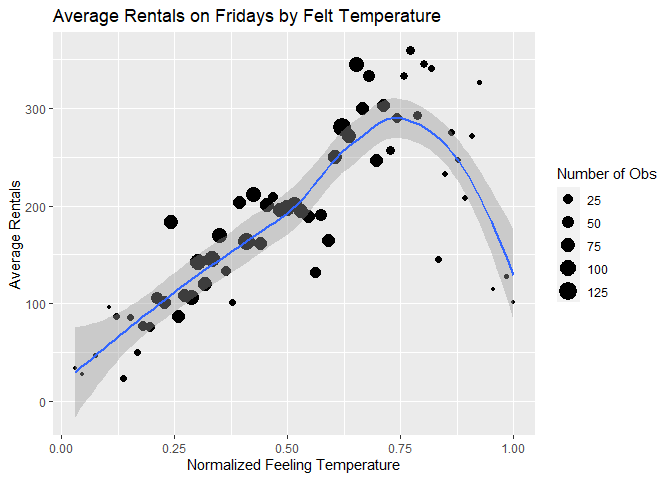 Average Rentals on Fridays by Felt Temperature
Average Rentals
300
200
100
0
0.00 0.25 0.50 0.75 1.00
Normalized Feeling Temperature
Number of Obs
25
50
75
100
125